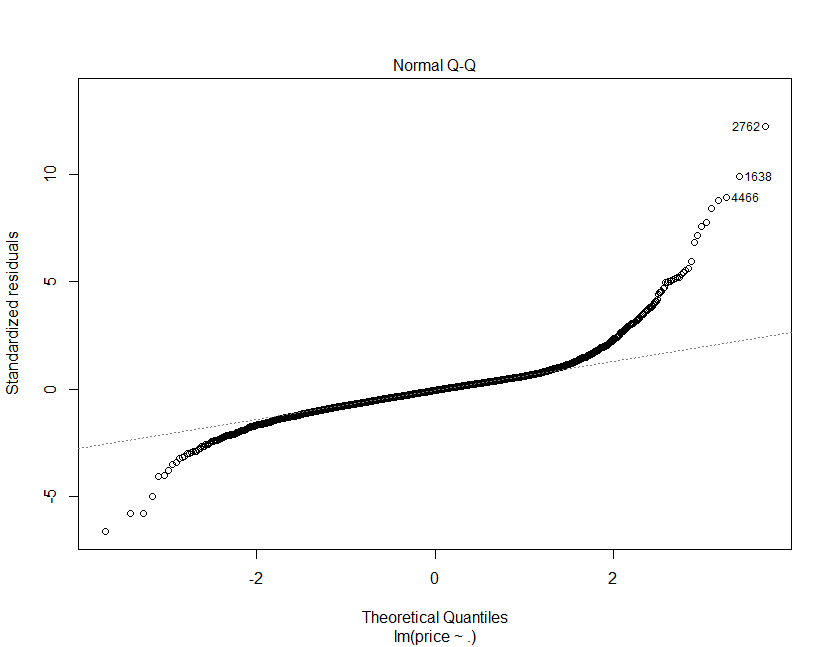 Normal Q-Q
2762
1638
4466
10
5
0
-5
Standardized residuals
-2 0 2
Theoretical Quantiles
lm(price ~ .)